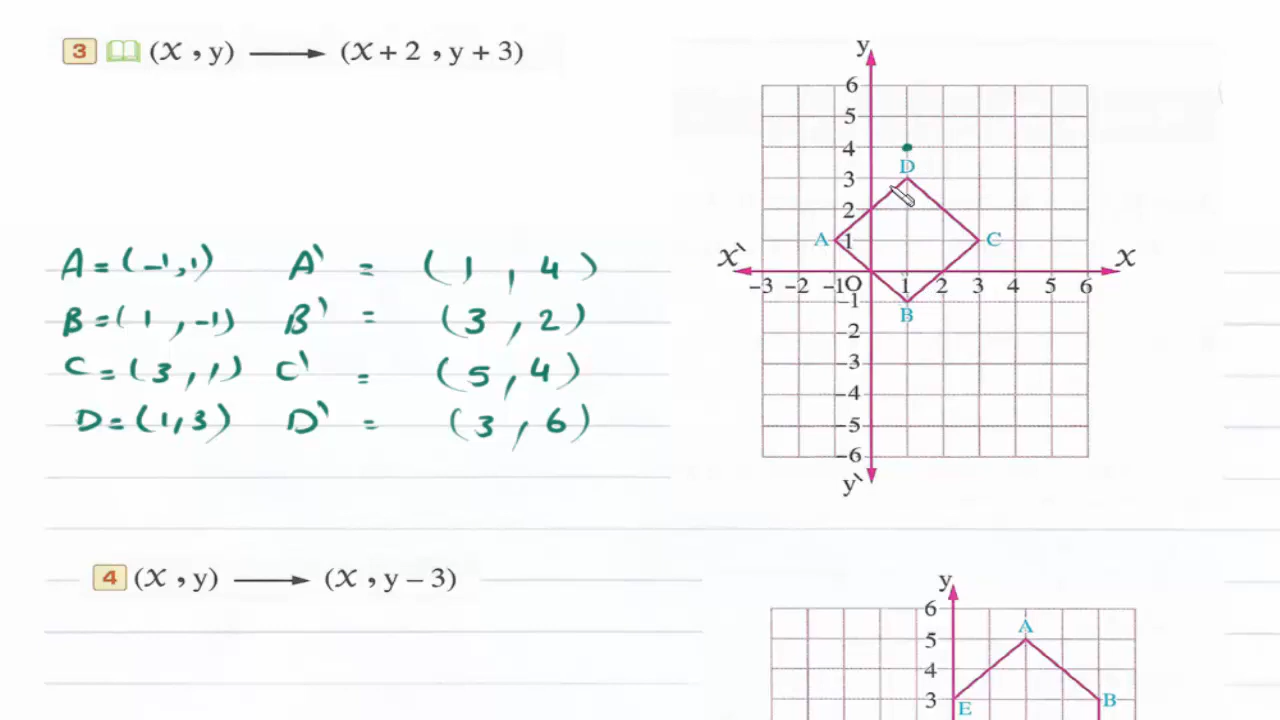 3 (x , y) ⟶ (x + 2 , y + 3)
A = (-1,1) A' = (1 , 4)
B = (1 , -1) B' = (3 , 2)
C = (3 , 1) C' = (5 , 4)
D = (1,3) D' = (3 , 6)
y
6
5
4
D
3
2
A 1 C
x' x
-3 -2 -1 O 1 2 3 4 5 6
-1
B
-2
-3
-4
-5
-6
y'
4 (x , y) ⟶ (x , y – 3)
y
6
A
5
4
3 B
E